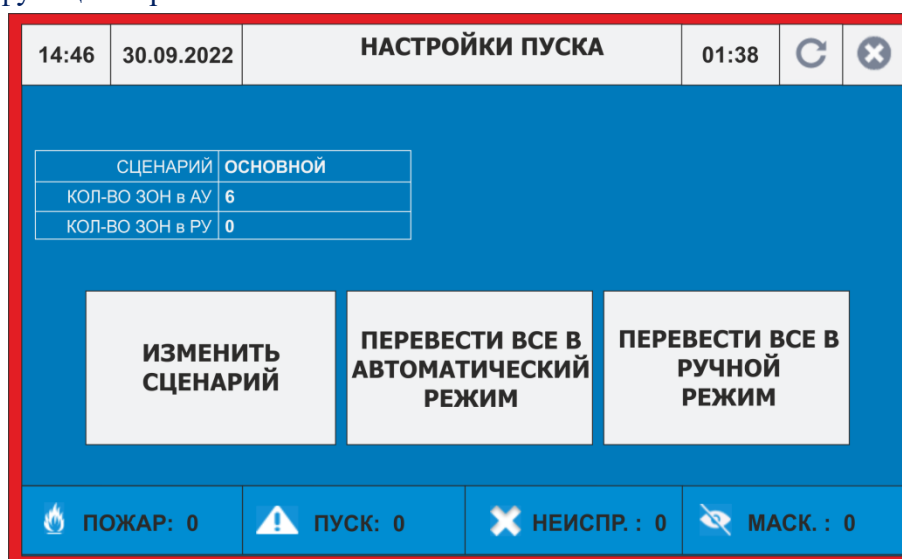 14:46 30.09.2022 НАСТРОЙКИ ПУСКА 01:38
СЦЕНАРИЙ ОСНОВНОЙ
КОЛ-ВО ЗОН в АУ 6
КОЛ-ВО ЗОН в РУ 0
ИЗМЕНИТЬ
СЦЕНАРИЙ
ПЕРЕВЕСТИ ВСЕ В
АВТОМАТИЧЕСКИЙ
РЕЖИМ
ПЕРЕВЕСТИ ВСЕ В
РУЧНОЙ
РЕЖИМ
ПОЖАР: 0 ПУСК: 0 НЕИСПР. : 0 МАСК. : 0